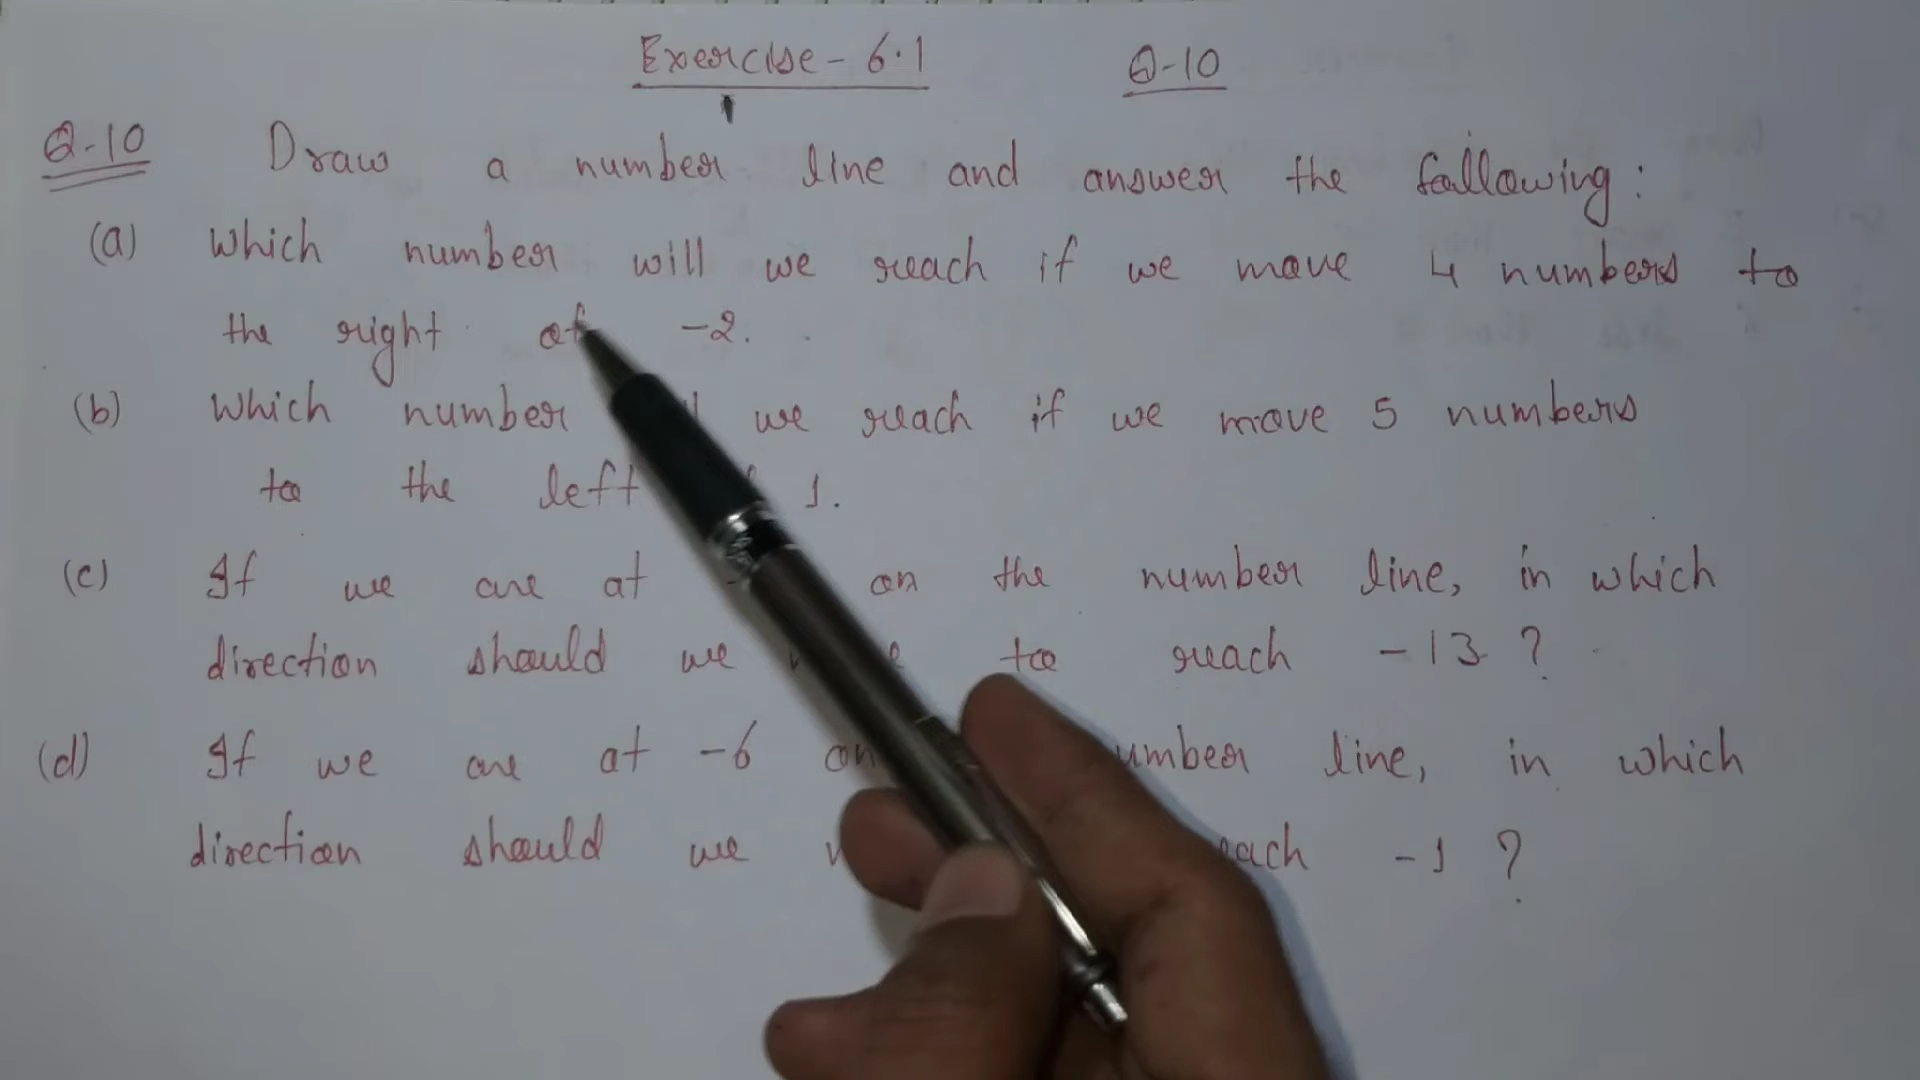 Exercise - 6.1 Q-10
Q-10 Draw a number line and answer the following :
(a) which number will we reach if we move 4 numbers to
the right of -2.
(b) which number we reach if we move 5 numbers
to the left 1.
(c) If we are at on the number line, in which
direction should we to reach -13 ?
(d) If we are at -6 on line, in which
direction should we -1 ?